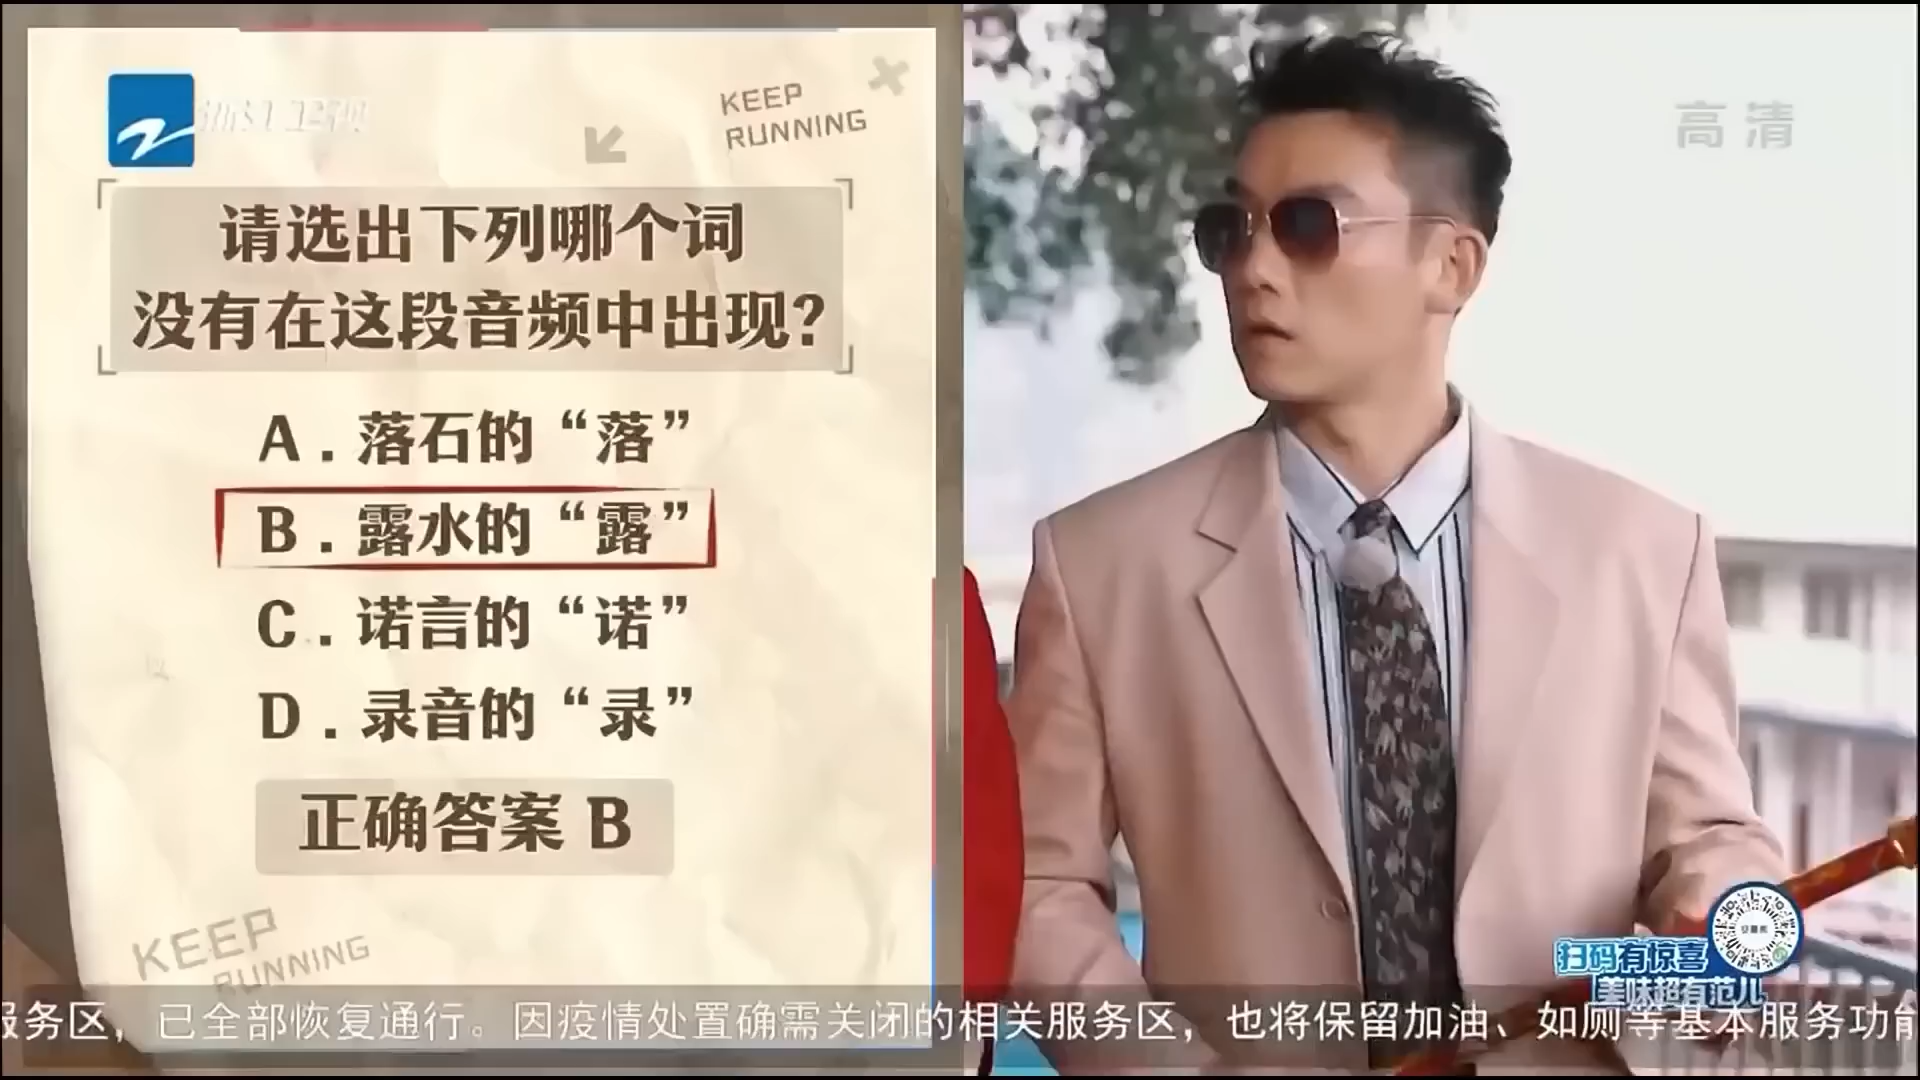 浙江卫视
KEEP
RUNNING
高清
请选出下列哪个词
没有在这段音频中出现?
A.落石的“落”
B.露水的“露”
C.诺言的“诺”
D.录音的“录”
正确答案 B
KEEP
RUNNING
扫码有惊喜
美味超有范儿
服务区，已全部恢复通行。因疫情处置确需关闭的相关服务区，也将保留加油、如厕等基本服务功能